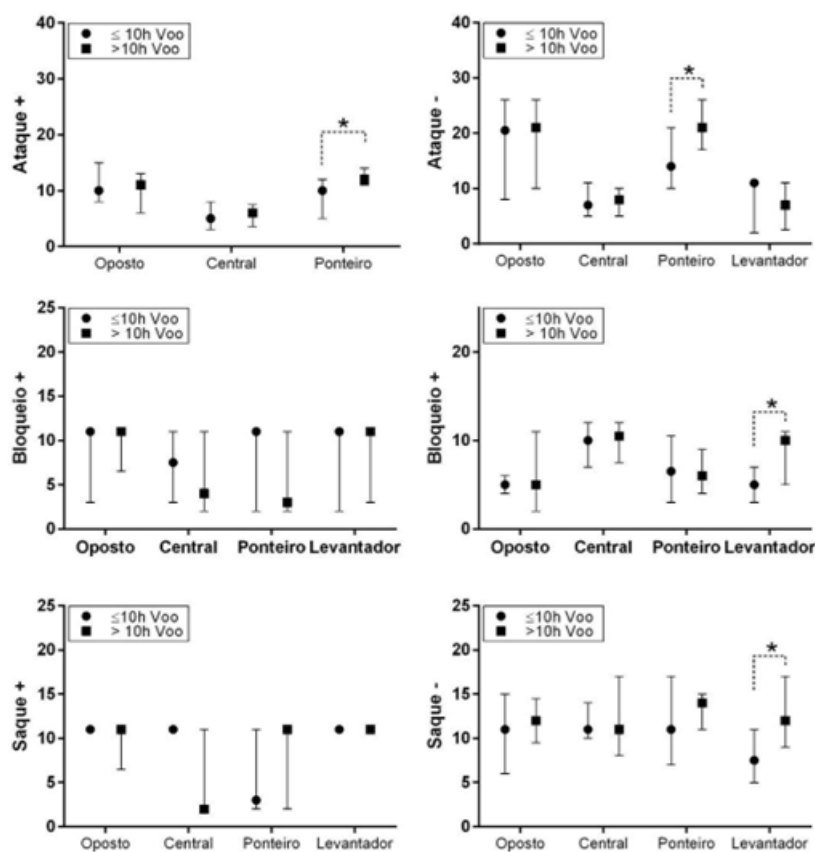 40
30
20
10
0
Ataque +
≤ 10h Voo
>10h Voo
*
Oposto Central Ponteiro
40
30
20
10
0
Ataque -
≤ 10h Voo
> 10h Voo
*
Oposto Central Ponteiro Levantador
25
20
15
10
5
0
Bloqueio +
≤10h Voo
> 10h Voo
Oposto Central Ponteiro Levantador
20
10
0
Bloqueio +
≤10h Voo
> 10h Voo
*
Oposto Central Ponteiro Levantador
25
20
15
10
5
0
Saque +
≤10h Voo
> 10h Voo
Oposto Central Ponteiro Levantador
25
20
15
10
5
0
Saque -
≤10h Voo
>10h Voo
*
Oposto Central Ponteiro Levantador